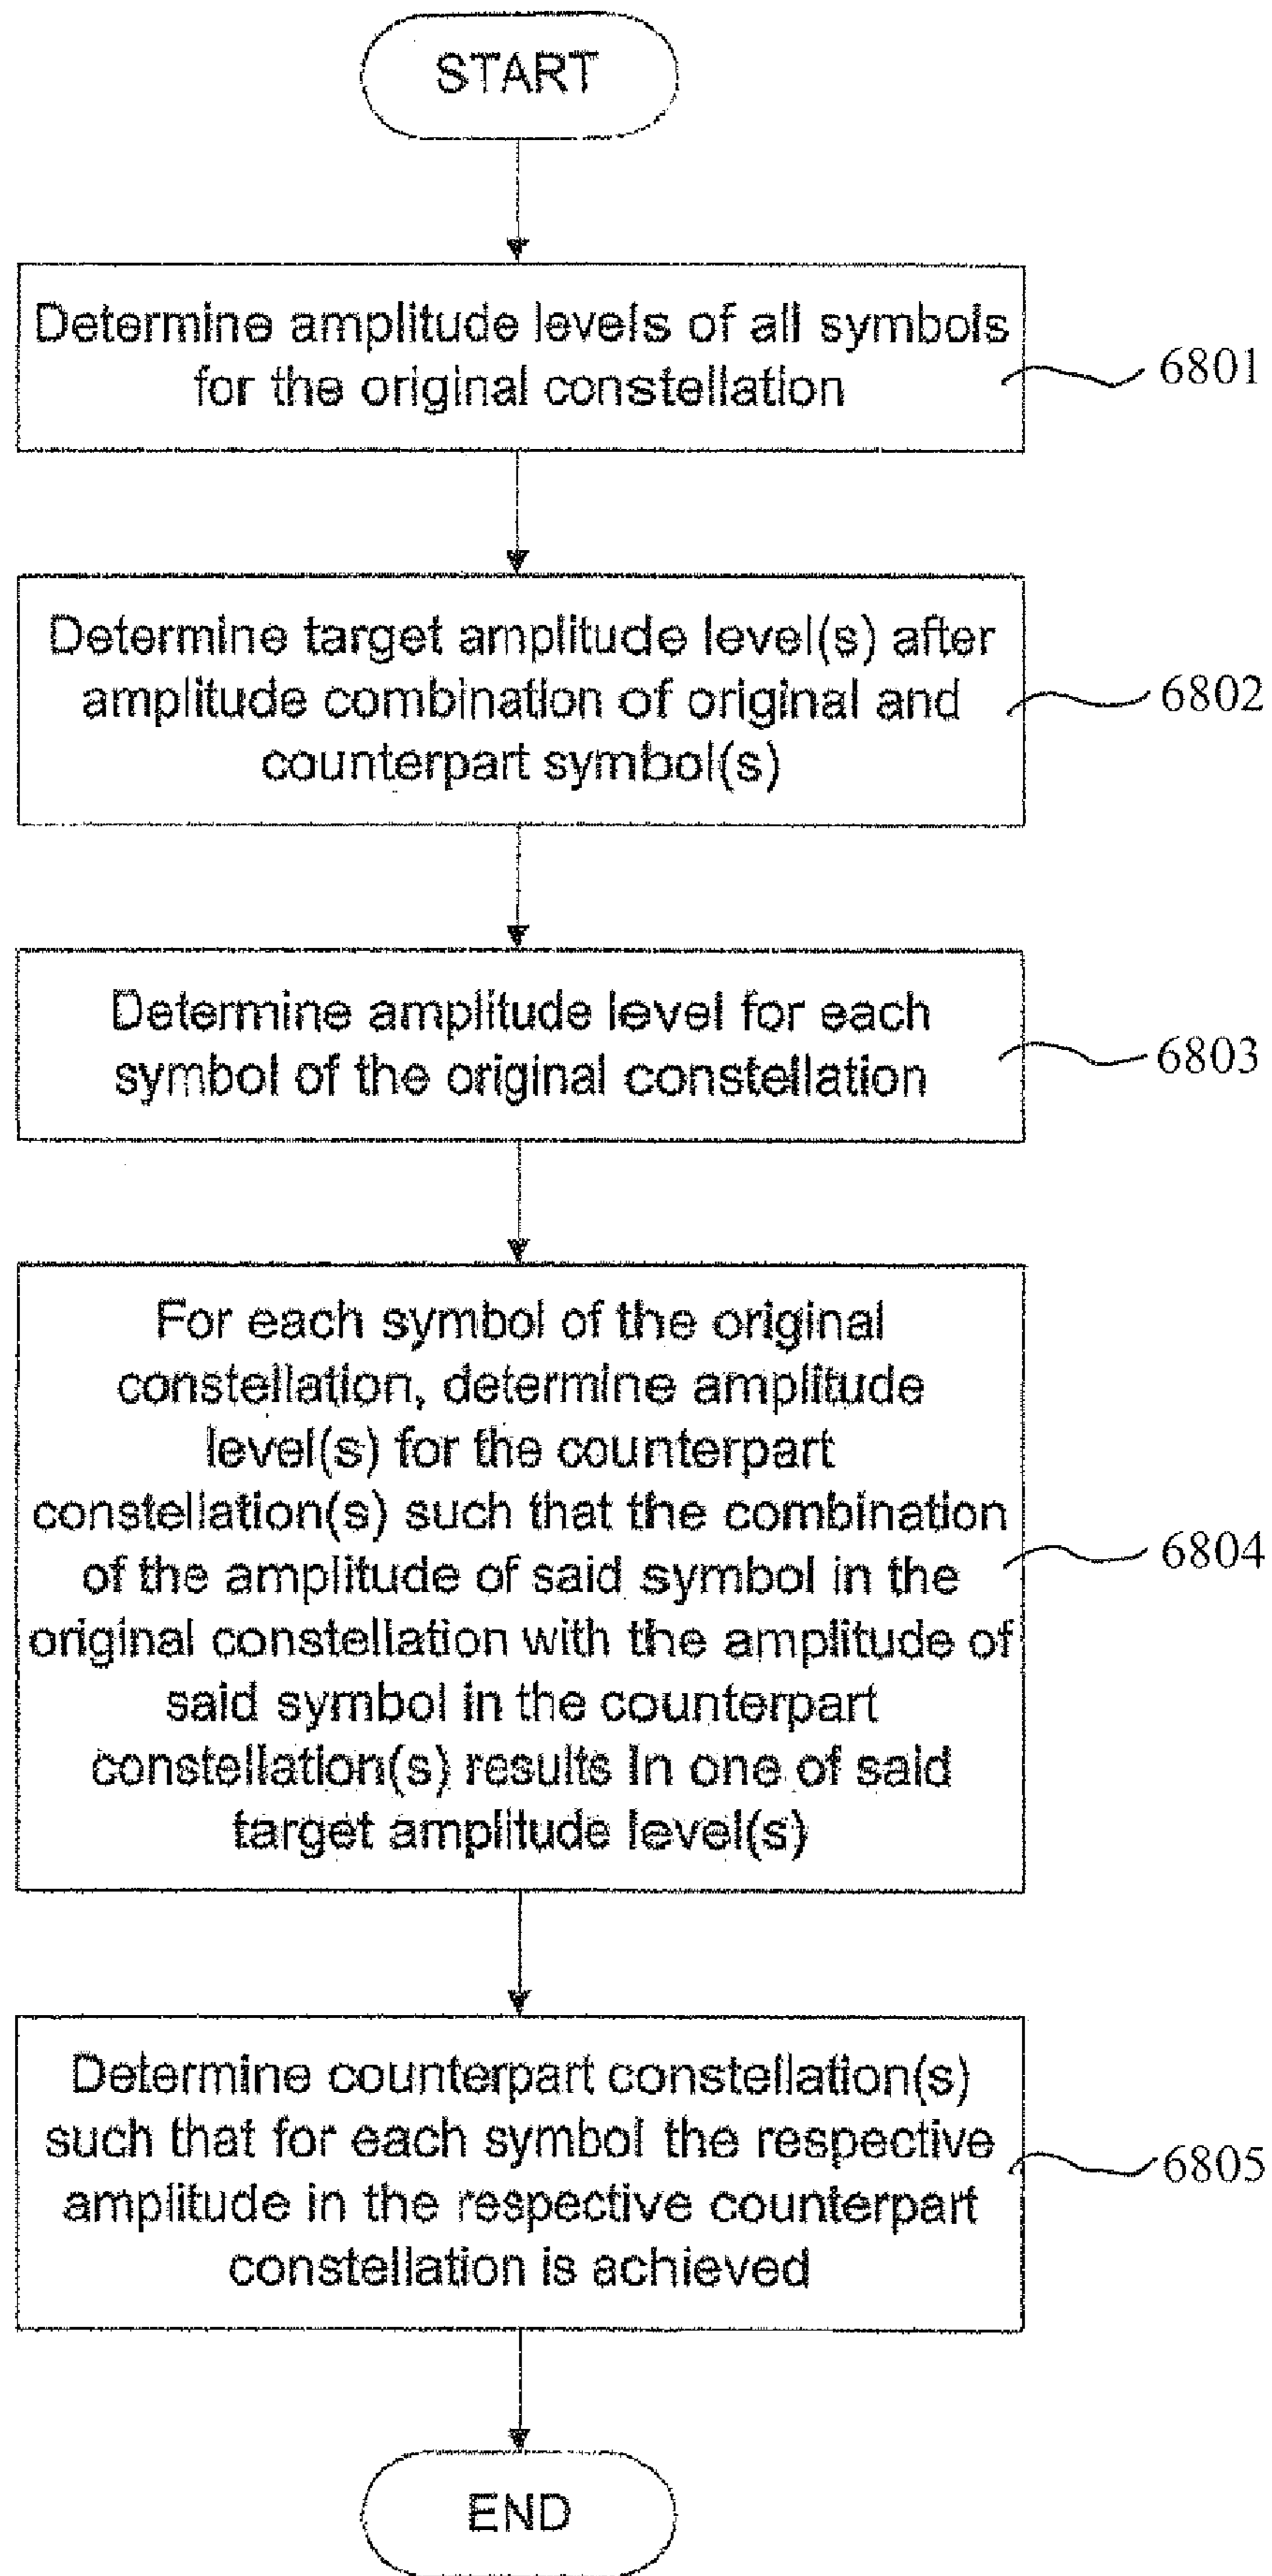 START
Determine amplitude levels of all symbols
for the original constellation
6801
Determine target amplitude level(s) after
amplitude combination of original and
counterpart symbol(s)
6802
Determine amplitude level for each
symbol of the original constellation
6803
For each symbol of the original
constellation, determine amplitude
level(s) for the counterpart
constellation(s) such that the combination
of the amplitude of said symbol in the
original constellation with the amplitude of
said symbol in the counterpart
constellation(s) results in one of said
target amplitude level(s)
6804
Determine counterpart constellation(s)
such that for each symbol the respective
amplitude in the respective counterpart
constellation is achieved
6805
END